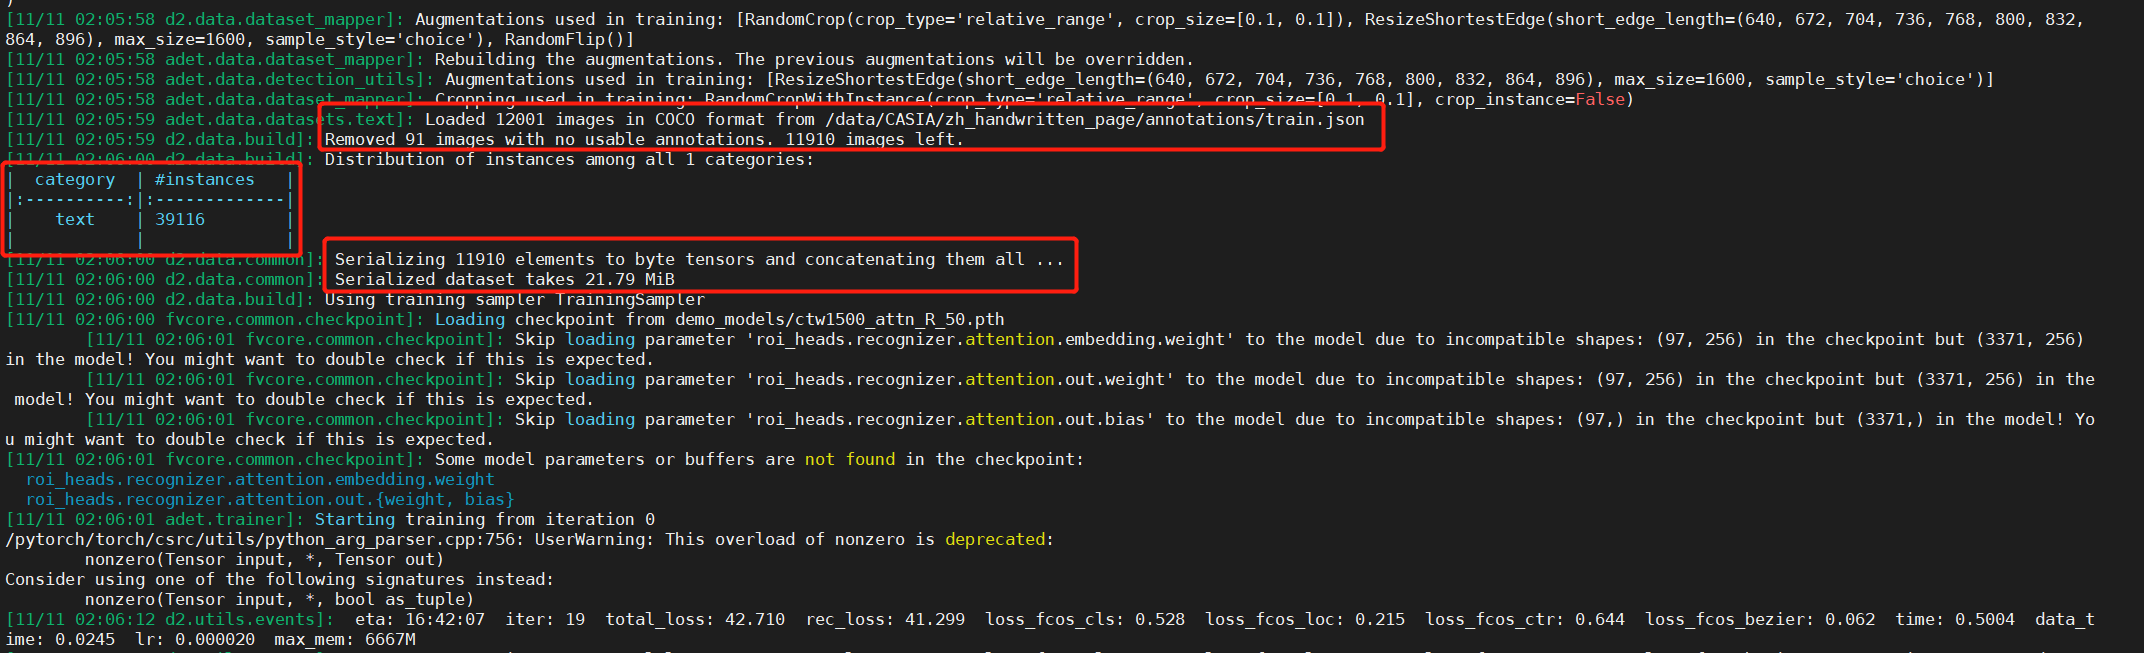 )
[11/11 02:05:58 d2.data.dataset_mapper]: Augmentations used in training: [RandomCrop(crop_type='relative_range', crop_size=[0.1, 0.1]), ResizeShortestEdge(short_edge_length=(640, 672, 704, 736, 768, 800, 832,
864, 896), max_size=1600, sample_style='choice'), RandomFlip()]
[11/11 02:05:58 adet.data.dataset_mapper]: Rebuilding the augmentations. The previous augmentations will be overridden.
[11/11 02:05:58 adet.data.detection_utils]: Augmentations used in training: [ResizeShortestEdge(short_edge_length=(640, 672, 704, 736, 768, 800, 832, 864, 896), max_size=1600, sample_style='choice')]
[11/11 02:05:58 adet.data.dataset_mapper]: Cropping used in training: RandomCropWithInstance(crop_type='relative_range', crop_size=[0.1, 0.1], crop_instance=False)
[11/11 02:05:59 adet.data.datasets.text]: Loaded 12001 images in COCO format from /data/CASIA/zh_handwritten_page/annotations/train.json
[11/11 02:05:59 d2.data.build]: Removed 91 images with no usable annotations. 11910 images left.
[11/11 02:06:00 d2.data.build]: Distribution of instances among all 1 categories:
|  category  | #instances   |
|:----------:|:-------------|
|    text    | 39116        |
|            |              |
[11/11 02:06:00 d2.data.common]: Serializing 11910 elements to byte tensors and concatenating them all ...
[11/11 02:06:00 d2.data.common]: Serialized dataset takes 21.79 MiB
[11/11 02:06:00 d2.data.build]: Using training sampler TrainingSampler
[11/11 02:06:00 fvcore.common.checkpoint]: Loading checkpoint from demo_models/ctw1500_attn_R_50.pth
[11/11 02:06:01 fvcore.common.checkpoint]: Skip loading parameter 'roi_heads.recognizer.attention.embedding.weight' to the model due to incompatible shapes: (97, 256) in the checkpoint but (3371, 256)
in the model! You might want to double check if this is expected.
[11/11 02:06:01 fvcore.common.checkpoint]: Skip loading parameter 'roi_heads.recognizer.attention.out.weight' to the model due to incompatible shapes: (97, 256) in the checkpoint but (3371, 256) in the
model! You might want to double check if this is expected.
[11/11 02:06:01 fvcore.common.checkpoint]: Skip loading parameter 'roi_heads.recognizer.attention.out.bias' to the model due to incompatible shapes: (97,) in the checkpoint but (3371,) in the model! Yo
u might want to double check if this is expected.
[11/11 02:06:01 fvcore.common.checkpoint]: Some model parameters or buffers are not found in the checkpoint:
roi_heads.recognizer.attention.embedding.weight
roi_heads.recognizer.attention.out.{weight, bias}
[11/11 02:06:01 adet.trainer]: Starting training from iteration 0
/pytorch/torch/csrc/utils/python_arg_parser.cpp:756: UserWarning: This overload of nonzero is deprecated:
nonzero(Tensor input, *, Tensor out)
Consider using one of the following signatures instead:
nonzero(Tensor input, *, bool as_tuple)
[11/11 02:06:12 d2.utils.events]:  eta: 16:42:07  iter: 19  total_loss: 42.710  rec_loss: 41.299  loss_fcos_cls: 0.528  loss_fcos_loc: 0.215  loss_fcos_ctr: 0.644  loss_fcos_bezier: 0.062  time: 0.5004  data_t
ime: 0.0245  lr: 0.000020  max_mem: 6667M